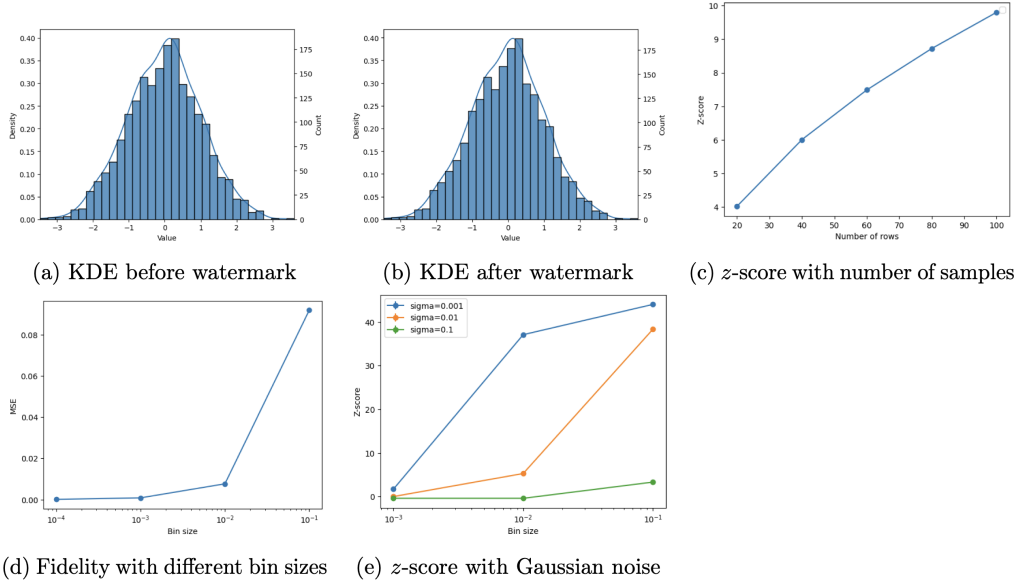 0.40
0.35
0.30
0.25
0.20
0.15
0.10
0.05
0.00
Density
175
150
125
100
75
50
25
0
Count
−3 −2 −1 0 1 2 3
Value
(a) KDE before watermark
0.40
0.35
0.30
0.25
0.20
0.15
0.10
0.05
0.00
Density
175
150
125
100
75
50
25
0
Count
−3 −2 −1 0 1 2 3
Value
(b) KDE after watermark
10
9
8
7
6
5
4
Z-score
20 30 40 50 60 70 80 90 100
Number of rows
(c) z-score with number of samples
0.08
0.06
0.04
0.02
0.00
MSE
10⁻⁴ 10⁻³ 10⁻² 10⁻¹
Bin size
(d) Fidelity with different bin sizes
sigma=0.001
sigma=0.01
sigma=0.1
40
30
20
10
0
Z-score
10⁻³ 10⁻² 10⁻¹
Bin size
(e) z-score with Gaussian noise